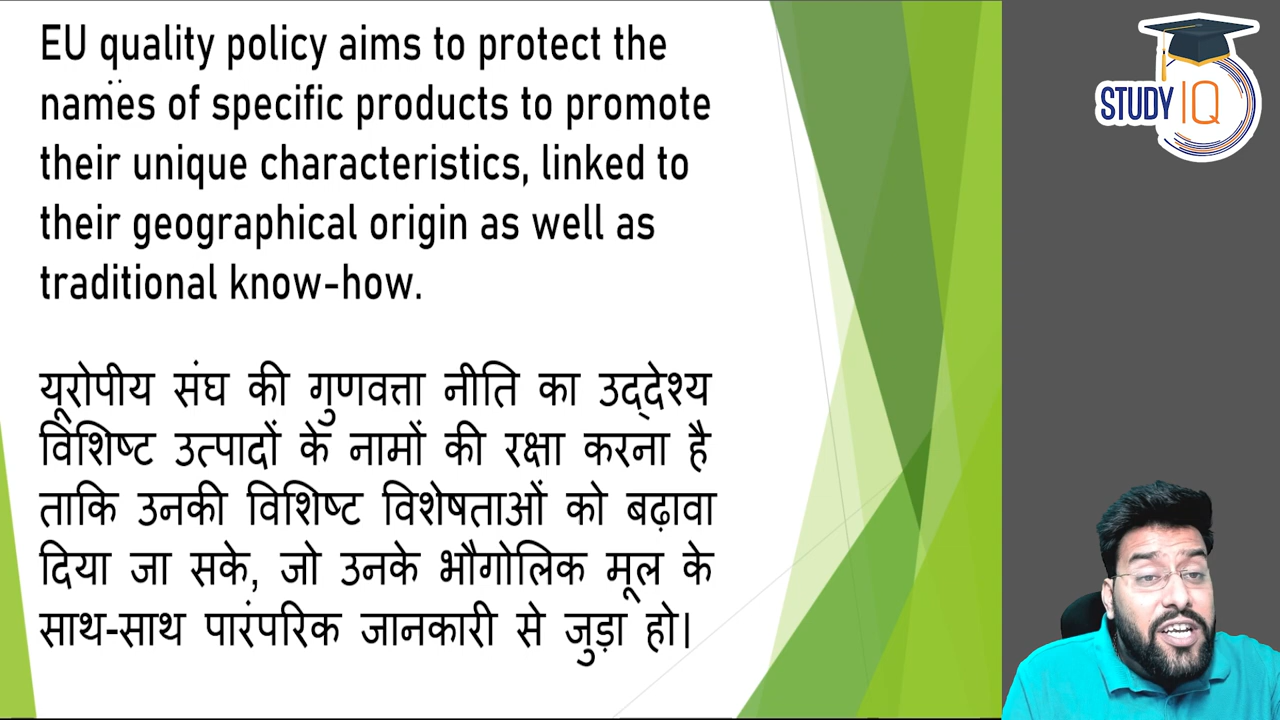 EU quality policy aims to protect the
names of specific products to promote
their unique characteristics, linked to
their geographical origin as well as
traditional know-how.
यूरोपीय संघ की गुणवत्ता नीति का उद्देश्य
विशिष्ट उत्पादों के नामों की रक्षा करना है
ताकि उनकी विशिष्ट विशेषताओं को बढ़ावा
दिया जा सके, जो उनके भौगोलिक मूल के
साथ-साथ पारंपरिक जानकारी से जुड़ा हो।
STUDY IQ